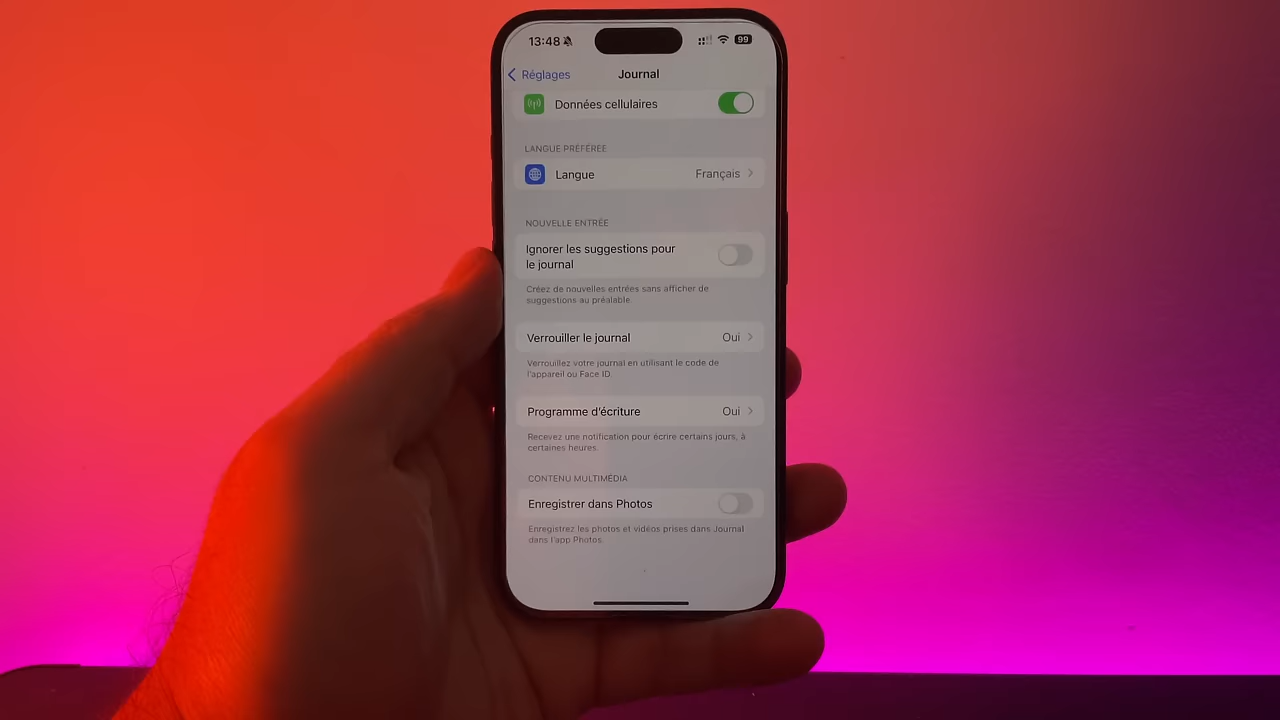 13:48
99
Réglages
Journal
Données cellulaires
LANGUE PRÉFÉRÉE
Langue
Français
NOUVELLE ENTRÉE
Ignorer les suggestions pour
le journal
Créez de nouvelles entrées sans afficher de
suggestions au préalable.
Verrouiller le journal
Oui
Verrouillez votre journal en utilisant le code de
l'appareil ou Face ID.
Programme d'écriture
Oui
Recevez une notification pour écrire certains jours, à
certaines heures.
CONTENU MULTIMÉDIA
Enregistrer dans Photos
Enregistrez les photos et vidéos prises dans Journal
dans l'app Photos.